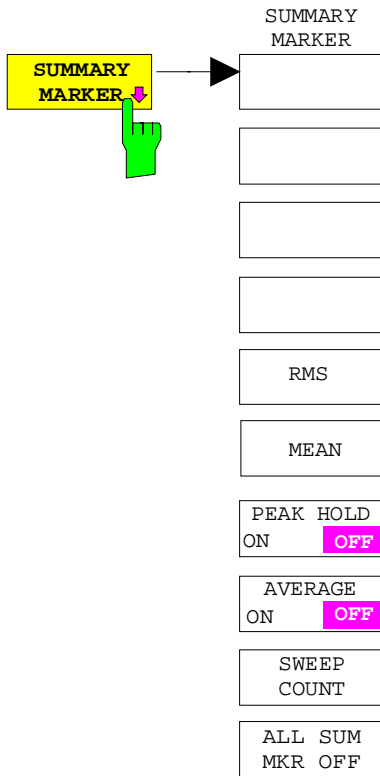 SUMMARY
MARKER
SUMMARY
MARKER
RMS
MEAN
PEAK HOLD
ON OFF
AVERAGE
ON OFF
SWEEP
COUNT
ALL SUM
MKR OFF